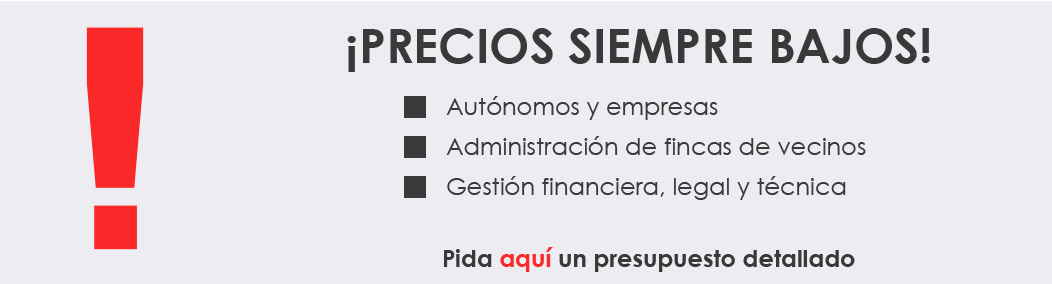 ¡PRECIOS SIEMPRE BAJOS!
Autónomos y empresas
Administración de fincas de vecinos
Gestión financiera, legal y técnica
Pida aquí un presupuesto detallado